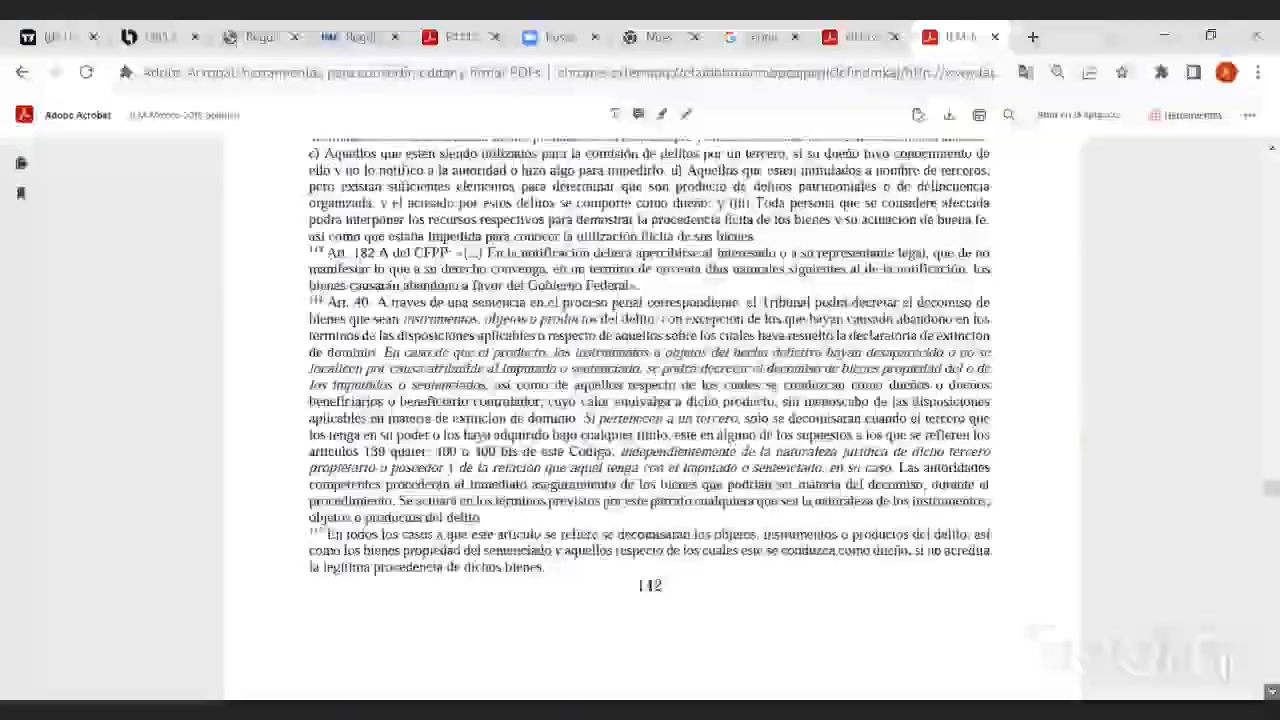 Adobe Acrobat: herramientas para convertir, editar y firmar PDFs
Adobe Acrobat
c) Aquellos que estén siendo utilizados para la comisión de delitos por un tercero, si su dueño tuvo conocimiento de
ello y no lo notificó a la autoridad o hizo algo para impedirlo. d) Aquellos que estén intitulados a nombre de terceros,
pero existan suficientes elementos para determinar que son producto de delitos patrimoniales o de delincuencia
organizada, y el acusado por estos delitos se comporte como dueño; y (iii) Toda persona que se considere afectada
podrá interponer los recursos respectivos para demostrar la procedencia lícita de los bienes y su actuación de buena fe,
así como que estaba impedida para conocer la utilización ilícita de sus bienes.
Art. 182 A del CFPP: «(...) En la notificación deberá apercibirse al interesado o a su representante legal, que de no
manifestar lo que a su derecho convenga, en un término de noventa días naturales siguientes al de la notificación, los
bienes causarán abandono a favor del Gobierno Federal».
Art. 40. A través de una sentencia en el proceso penal correspondiente, el Tribunal podrá decretar el decomiso de
bienes que sean instrumentos, objetos o productos del delito, con excepción de los que hayan causado abandono en los
términos de las disposiciones aplicables o respecto de aquellos sobre los cuales haya resuelto la declaratoria de extinción
de dominio. En caso de que el producto, los instrumentos u objetos del hecho delictivo hayan desaparecido o no se
localicen por causa atribuible al imputado o sentenciado, se podrá decretar el decomiso de bienes propiedad del o de
los imputados o sentenciados, así como de aquellos respecto de los cuales se conduzcan como dueños o dueños
beneficiarios o beneficiario controlador, cuyo valor equivalga a dicho producto, sin menoscabo de las disposiciones
aplicables en materia de extinción de dominio. Si pertenecen a un tercero, sólo se decomisarán cuando el tercero que
los tenga en su poder o los haya adquirido bajo cualquier título, esté en alguno de los supuestos a los que se refieren los
artículos 139 quáter, 400 o 400 bis de este Código, independientemente de la naturaleza jurídica de dicho tercero
propietario o poseedor y de la relación que aquel tenga con el imputado o sentenciado, en su caso. Las autoridades
competentes procederán al inmediato aseguramiento de los bienes que podrían ser materia del decomiso, durante el
procedimiento. Se actuará en los términos previstos por este párrafo cualquiera que sea la naturaleza de los instrumentos,
objetos o productos del delito.
En todos los casos a que este artículo se refiere se decomisarán los objetos, instrumentos o productos del delito, así
como los bienes propiedad del sentenciado y aquellos respecto de los cuales éste se conduzca como dueño, si no acredita
la legítima procedencia de dichos bienes.
142